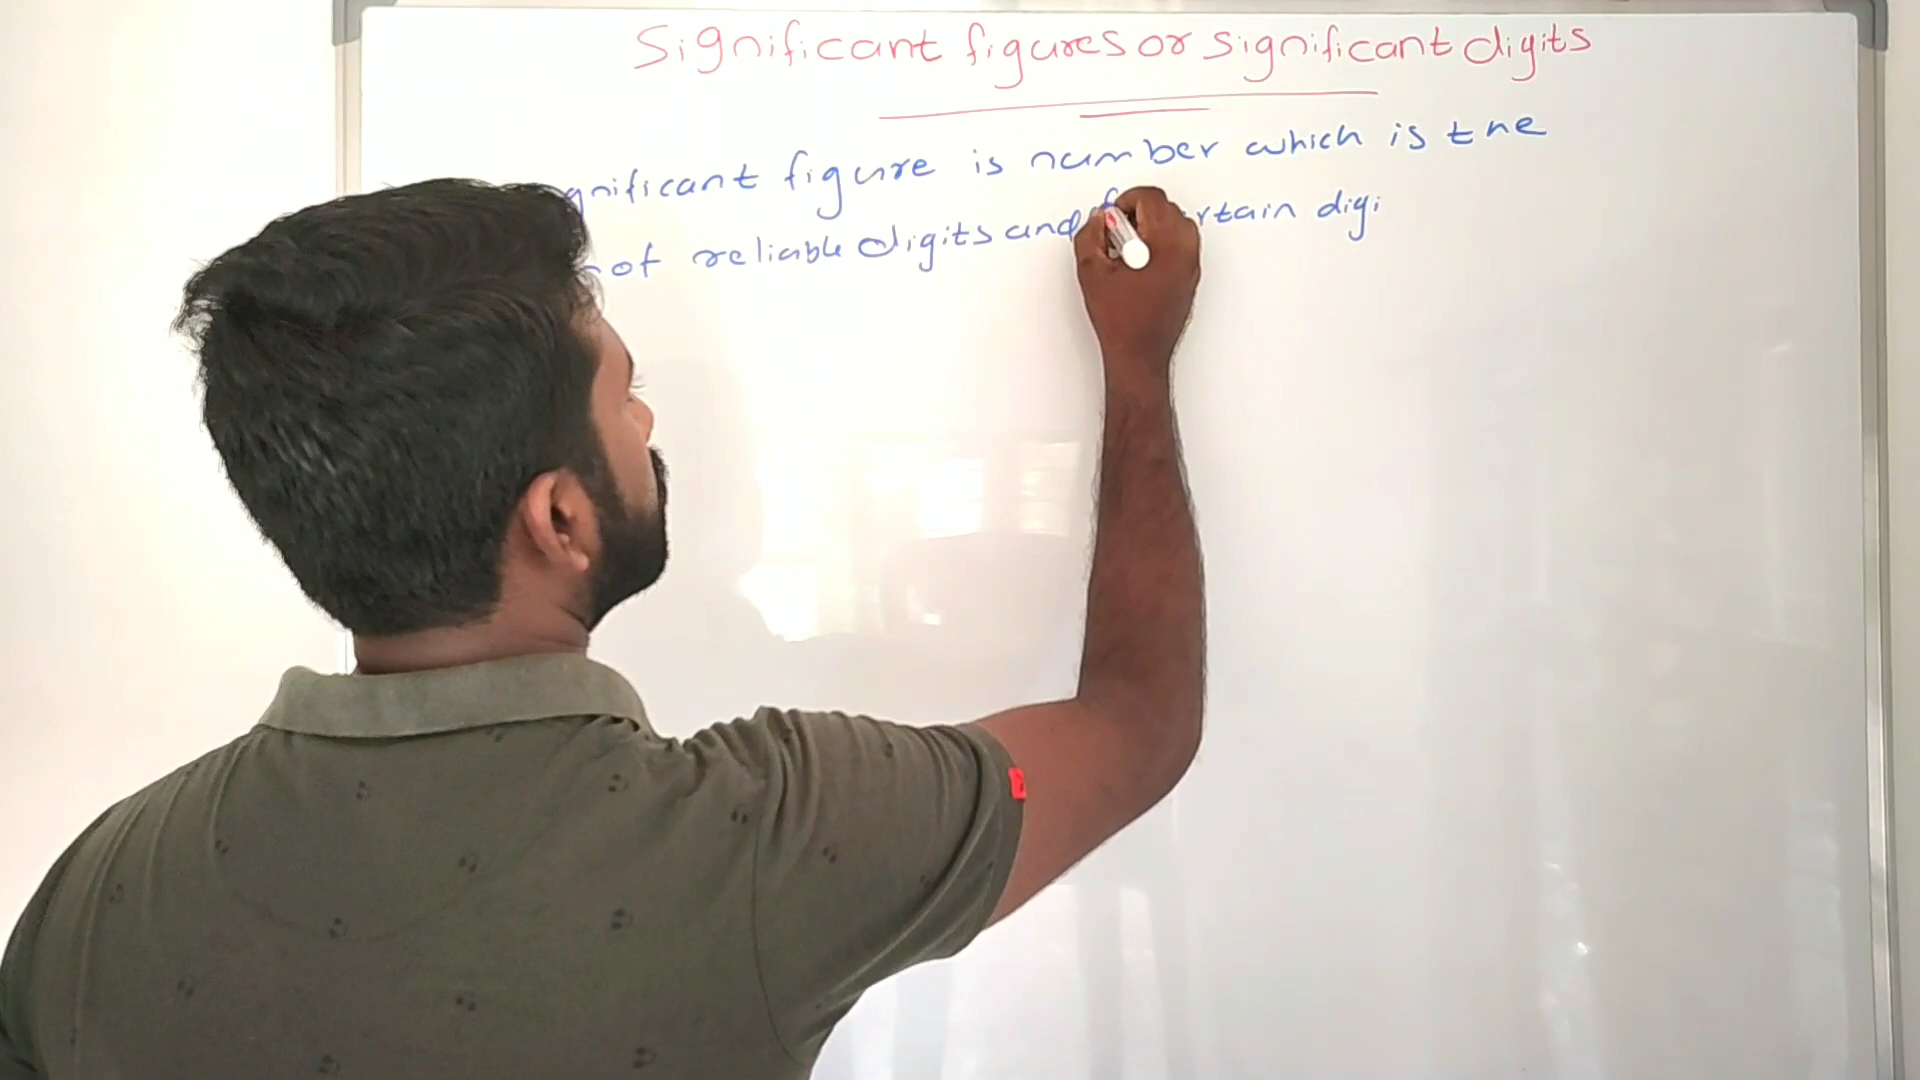 Significant figures or significant digits
gnificant figure is number which is the
of reliable digits and rtain digi